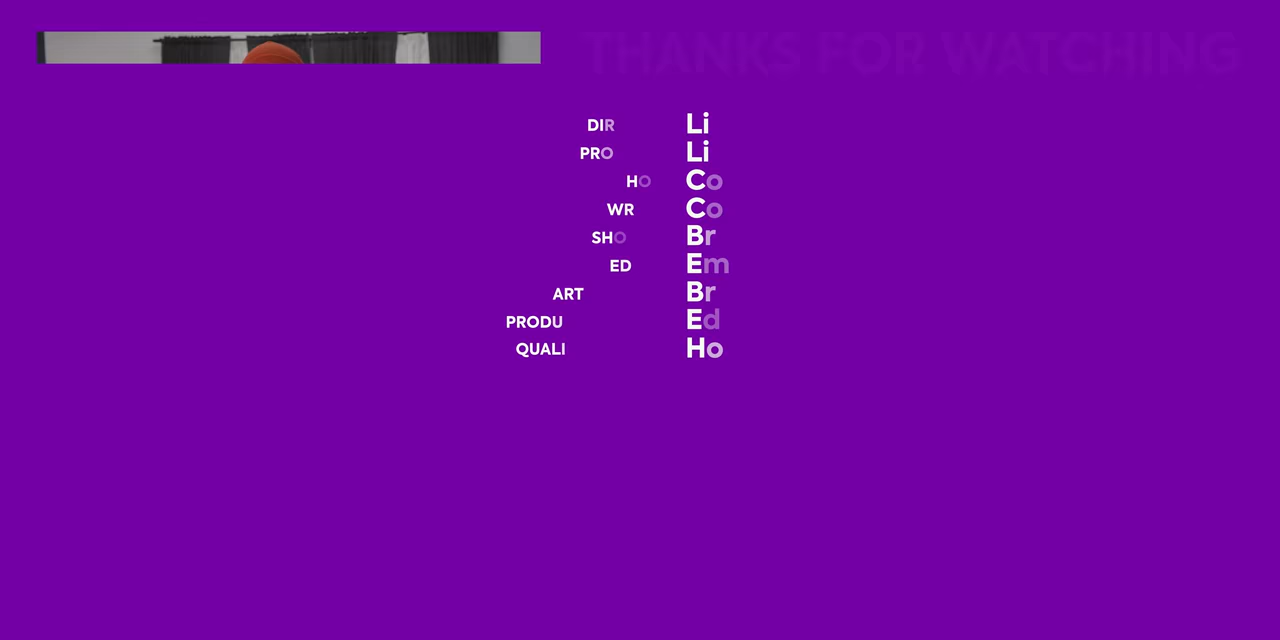 THANKS FOR WATCHING
DIR Li
PRO Li
HO Co
WR Co
SHO Br
ED Em
ART Br
PRODU Ed
QUALI Ho